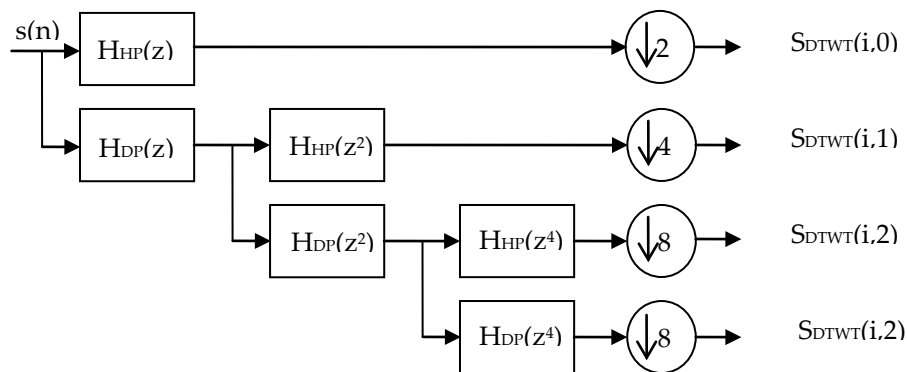 s(n)
HHP(z)
2
SDTWT(i,0)
HDP(z)
HHP(z²)
4
SDTWT(i,1)
HDP(z²)
HHP(z⁴)
8
SDTWT(i,2)
HDP(z⁴)
8
SDTWT(i,2)